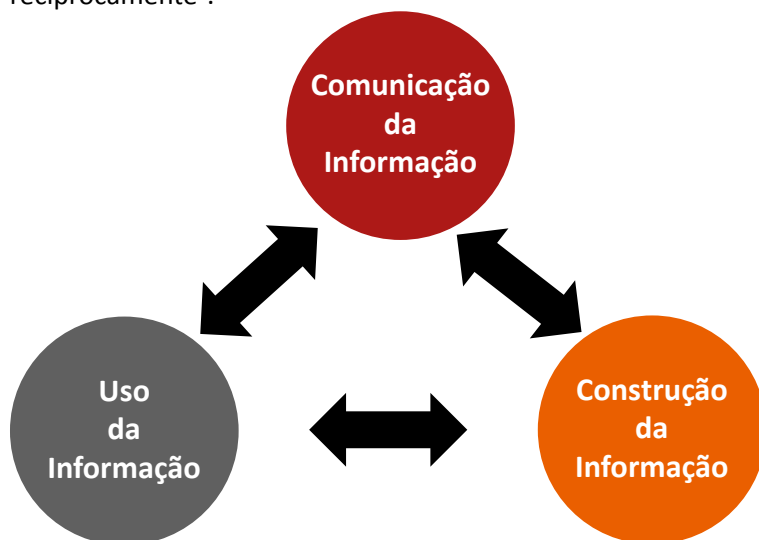 reciprocamente".
Comunicação
da
Informação
Uso
da
Informação
Construção
da
Informação